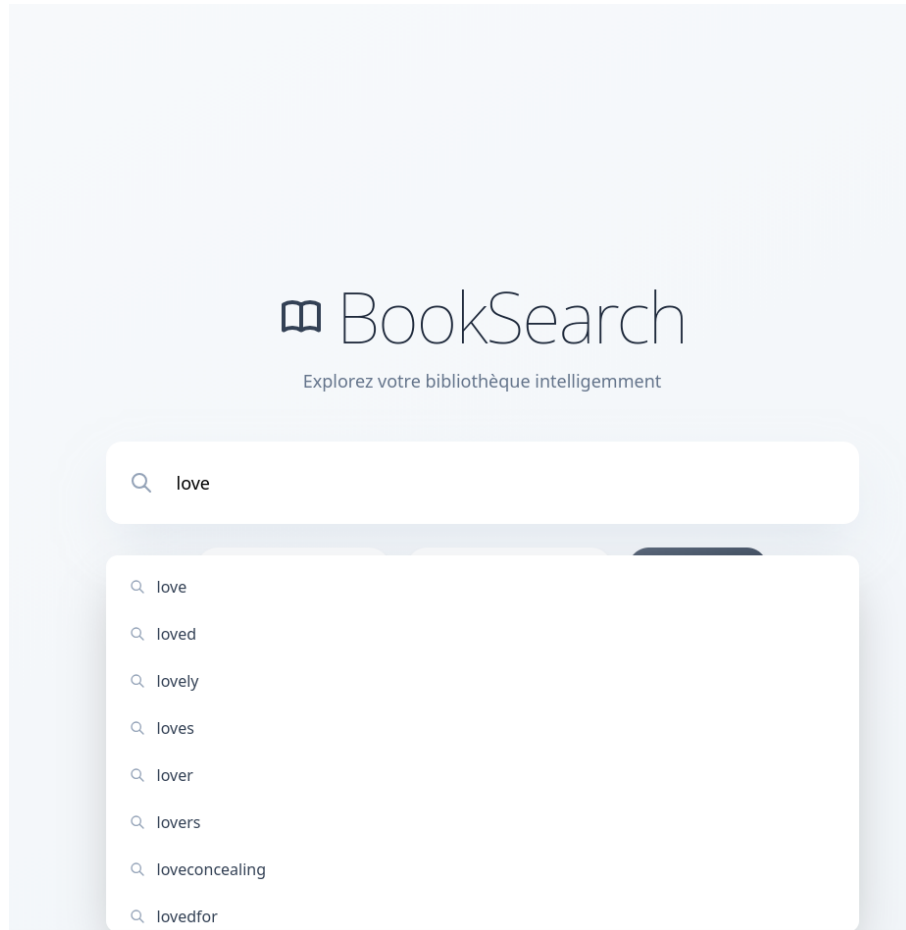 BookSearch
Explorez votre bibliothèque intelligemment
love
love
loved
lovely
loves
lover
lovers
loveconcealing
lovedfor